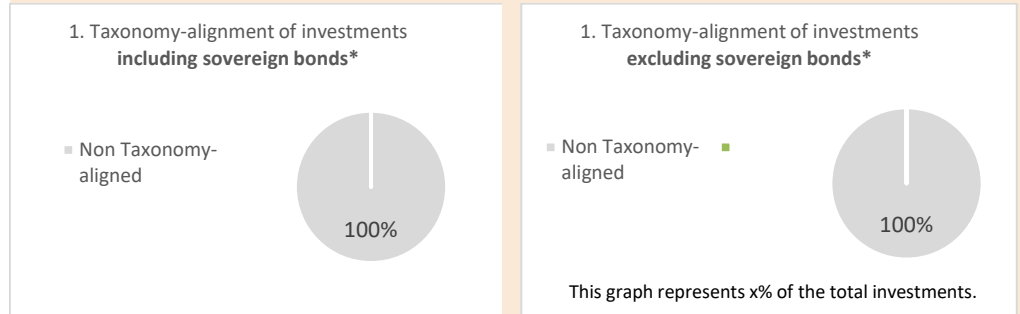 1. Taxonomy-alignment of investments
including sovereign bonds*
Non Taxonomy-
aligned
100%
1. Taxonomy-alignment of investments
excluding sovereign bonds*
Non Taxonomy-
aligned
100%
This graph represents x% of the total investments.